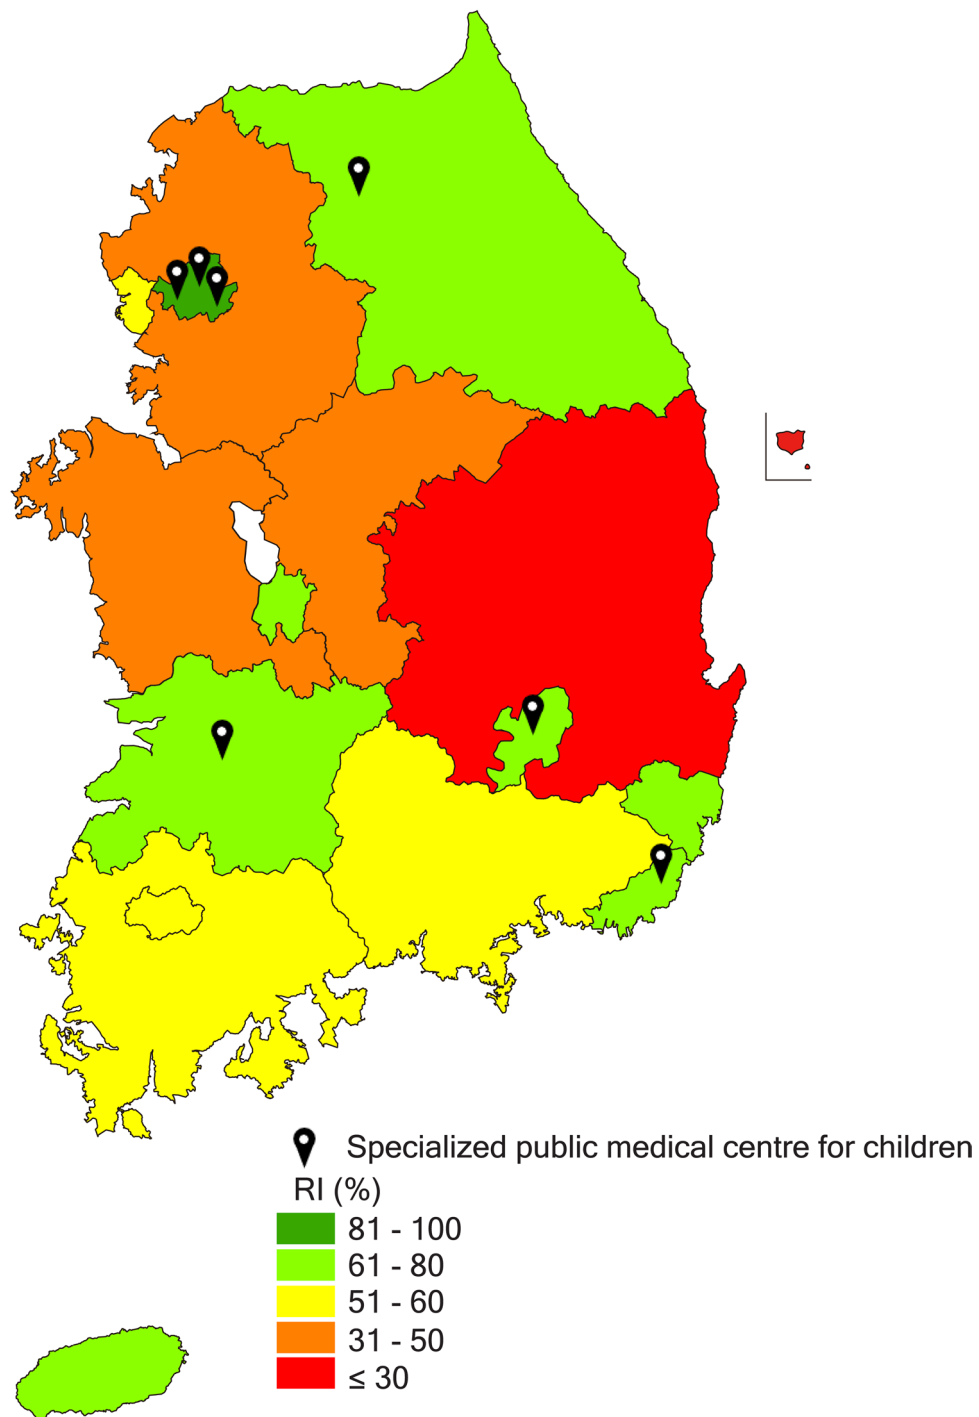 Specialized public medical centre for children
RI (%)
81 - 100
61 - 80
51 - 60
31 - 50
≤ 30